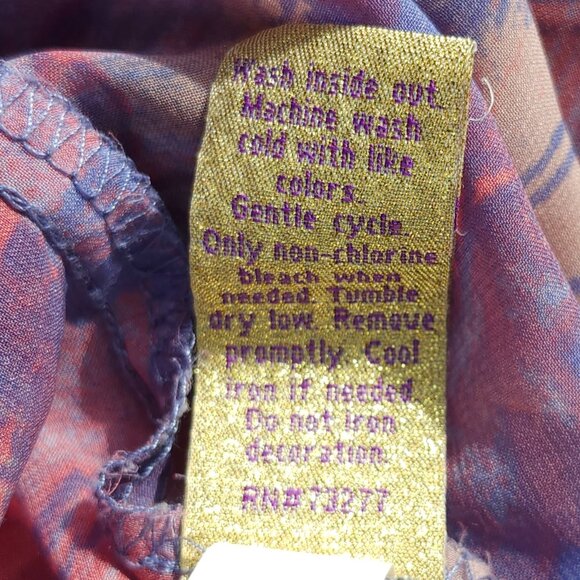 Wash inside out.
Machine wash
cold with like
colors.
Gentle cycle.
Only non-chlorine
bleach when
needed. Tumble
dry low. Remove
promptly. Cool
iron if needed.
Do not iron
decoration.
RN#73277